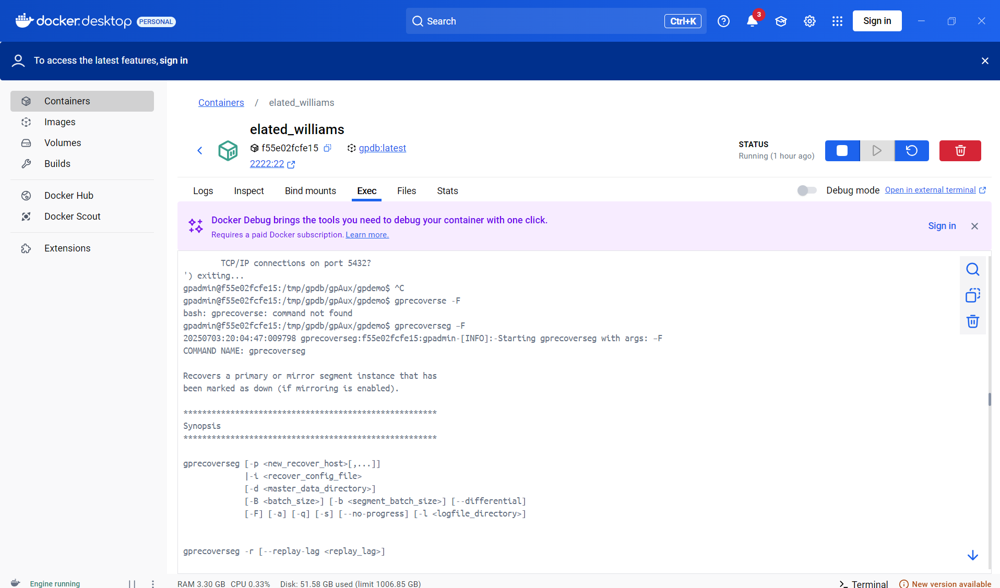 docker.desktop PERSONAL
Search
Ctrl+K
3
Sign in
To access the latest features, sign in
Containers
Images
Volumes
Builds
Docker Hub
Docker Scout
Extensions
Containers / elated_williams
elated_williams
f55e02fcfe15 gpdb:latest
2222:22
STATUS
Running (1 hour ago)
Logs Inspect Bind mounts Exec Files Stats
Debug mode Open in external terminal
Docker Debug brings the tools you need to debug your container with one click.
Requires a paid Docker subscription. Learn more.
Sign in
TCP/IP connections on port 5432?
') exiting...
gpadmin@f55e02fcfe15:/tmp/gpdb/gpAux/gpdemo$ ^C
gpadmin@f55e02fcfe15:/tmp/gpdb/gpAux/gpdemo$ gprecoverse -F
bash: gprecoverse: command not found
gpadmin@f55e02fcfe15:/tmp/gpdb/gpAux/gpdemo$ gprecoverseg –F
20250703:20:04:47:009798 gprecoverseg:f55e02fcfe15:gpadmin-[INFO]:-Starting gprecoverseg with args: –F
COMMAND NAME: gprecoverseg
Recovers a primary or mirror segment instance that has
been marked as down (if mirroring is enabled).
******************************************************
Synopsis
******************************************************
gprecoverseg [-p <new_recover_host>[,...]]
|-i <recover_config_file>
[-d <master_data_directory>]
[-B <batch_size>] [-b <segment_batch_size>] [--differential]
[-F] [-a] [-q] [-s] [--no-progress] [-l <logfile_directory>]
gprecoverseg -r [--replay-lag <replay_lag>]
Engine running
RAM 3.30 GB CPU 0.33% Disk: 51.58 GB used (limit 1006.85 GB)
Terminal
New version available